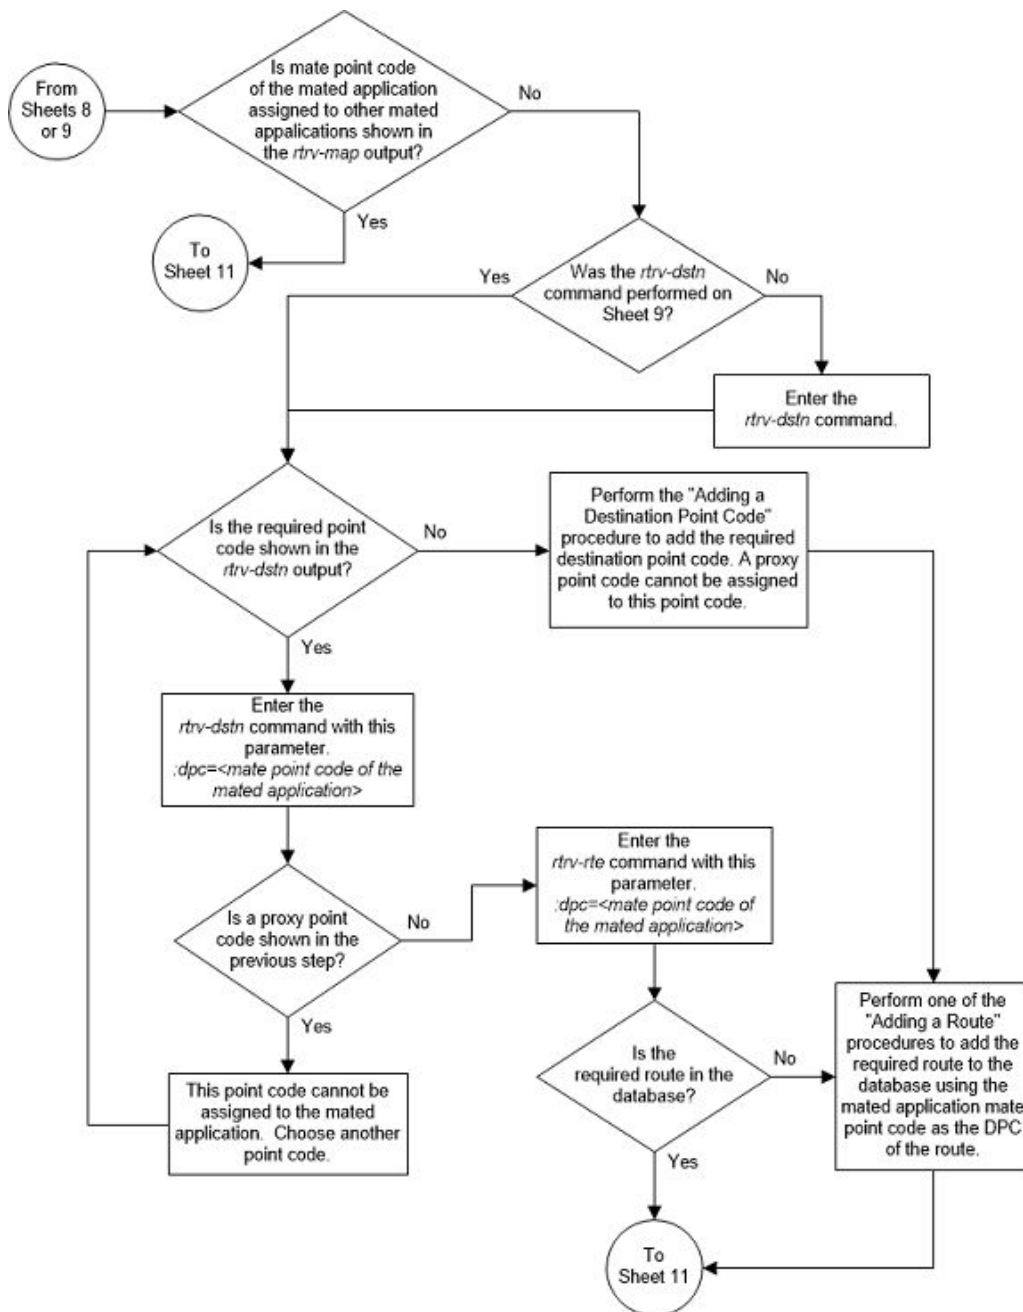 From
Sheets 8
or 9
Is mate point code
of the mated application
assigned to other mated
appalications shown in
the rtrv-map output?
No
Yes
To
Sheet 11
Was the rtrv-dstn
command performed on
Sheet 9?
Yes
No
Enter the
rtrv-dstn command.
Is the required point
code shown in the
rtrv-dstn output?
No
Yes
Perform the "Adding a
Destination Point Code"
procedure to add the required
destination point code. A proxy
point code cannot be assigned
to this point code.
Enter the
rtrv-dstn command with this
parameter.
:dpc=<mate point code of the
mated application>
Is a proxy point
code shown in the
previous step?
No
Yes
Enter the
rtrv-rte command with this
parameter.
:dpc=<mate point code of
the mated application>
This point code cannot be
assigned to the mated
application. Choose another
point code.
Is the
required route in the
database?
No
Yes
Perform one of the
"Adding a Route"
procedures to add the
required route to the
database using the
mated application mate
point code as the DPC
of the route.
To
Sheet 11